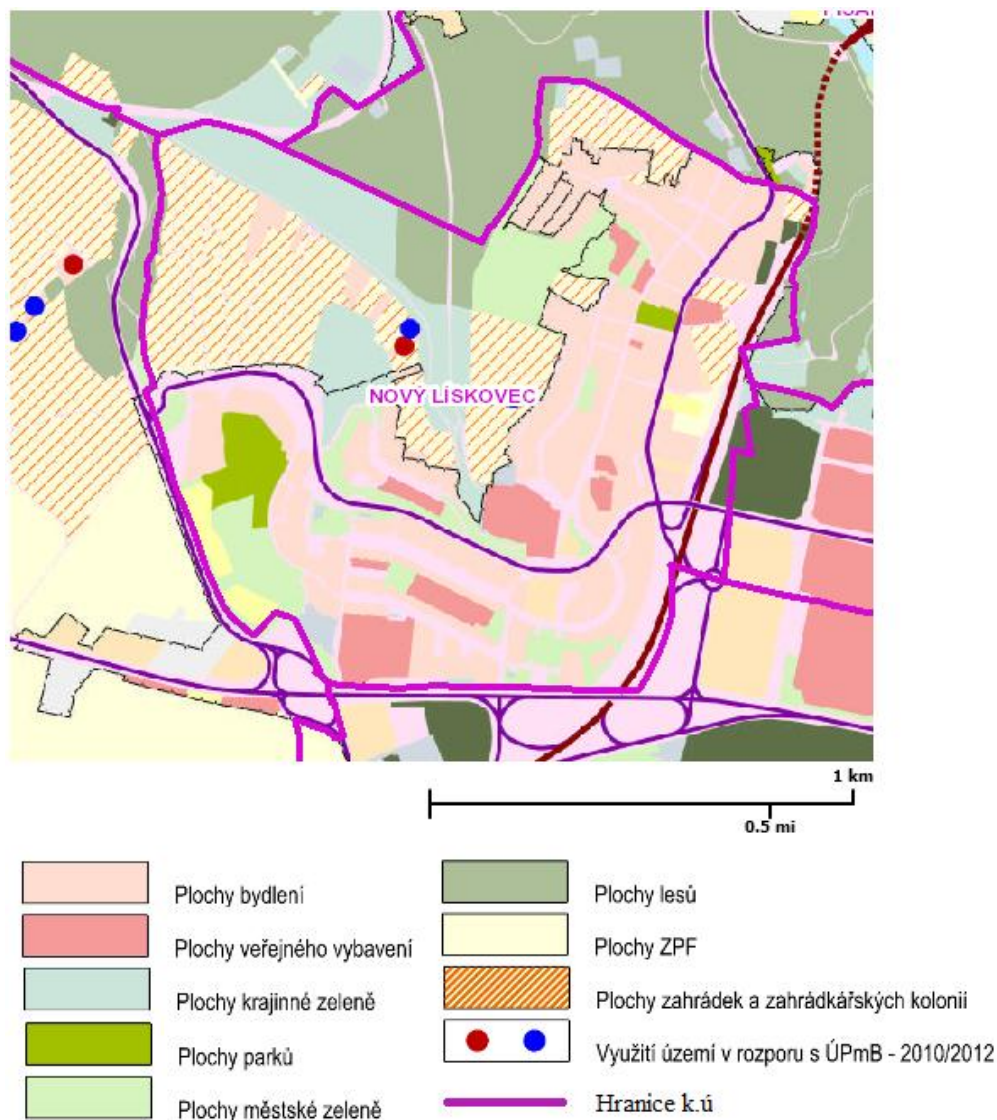 NOVÝ LÍSKOVEC
1 km
0.5 mi
Plochy bydlení
Plochy veřejného vybavení
Plochy krajinné zeleně
Plochy parků
Plochy městské zeleně
Plochy lesů
Plochy ZPF
Plochy zahrádek a zahrádkářských kolonií
Využití území v rozporu s ÚPmB - 2010/2012
Hranice k.ú